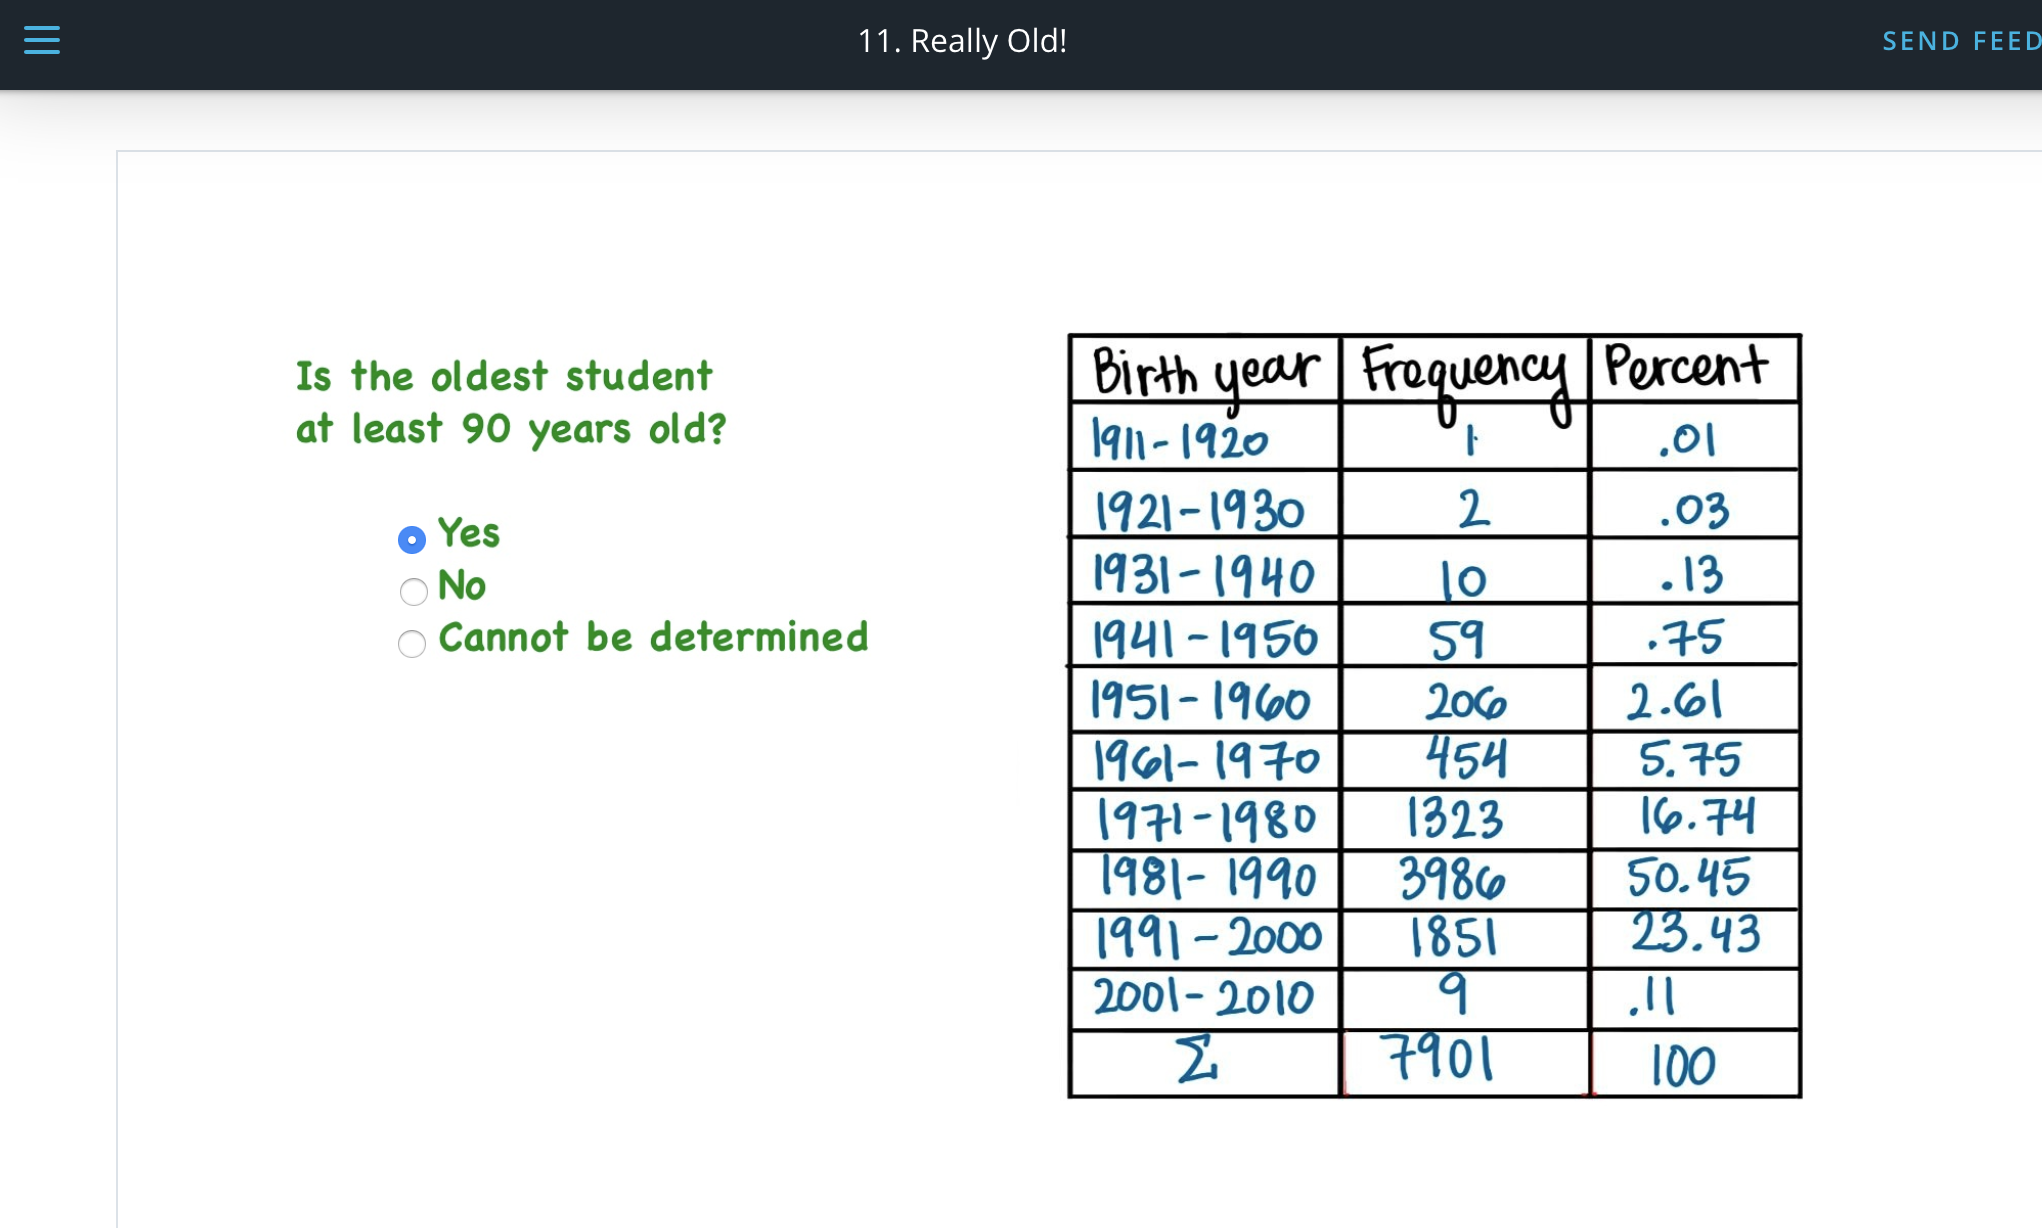 11. Really Old!
SEND FEED
Is the oldest student
at least 90 years old?
Yes
No
Cannot be determined
Birth year Frequency Percent
1911-1920 1 .01
1921-1930 2 .03
1931-1940 10 .13
1941-1950 59 .75
1951-1960 206 2.61
1961-1970 454 5.75
1971-1980 1323 16.74
1981-1990 3986 50.45
1991-2000 1851 23.43
2001-2010 9 .11
Σ 7901 100